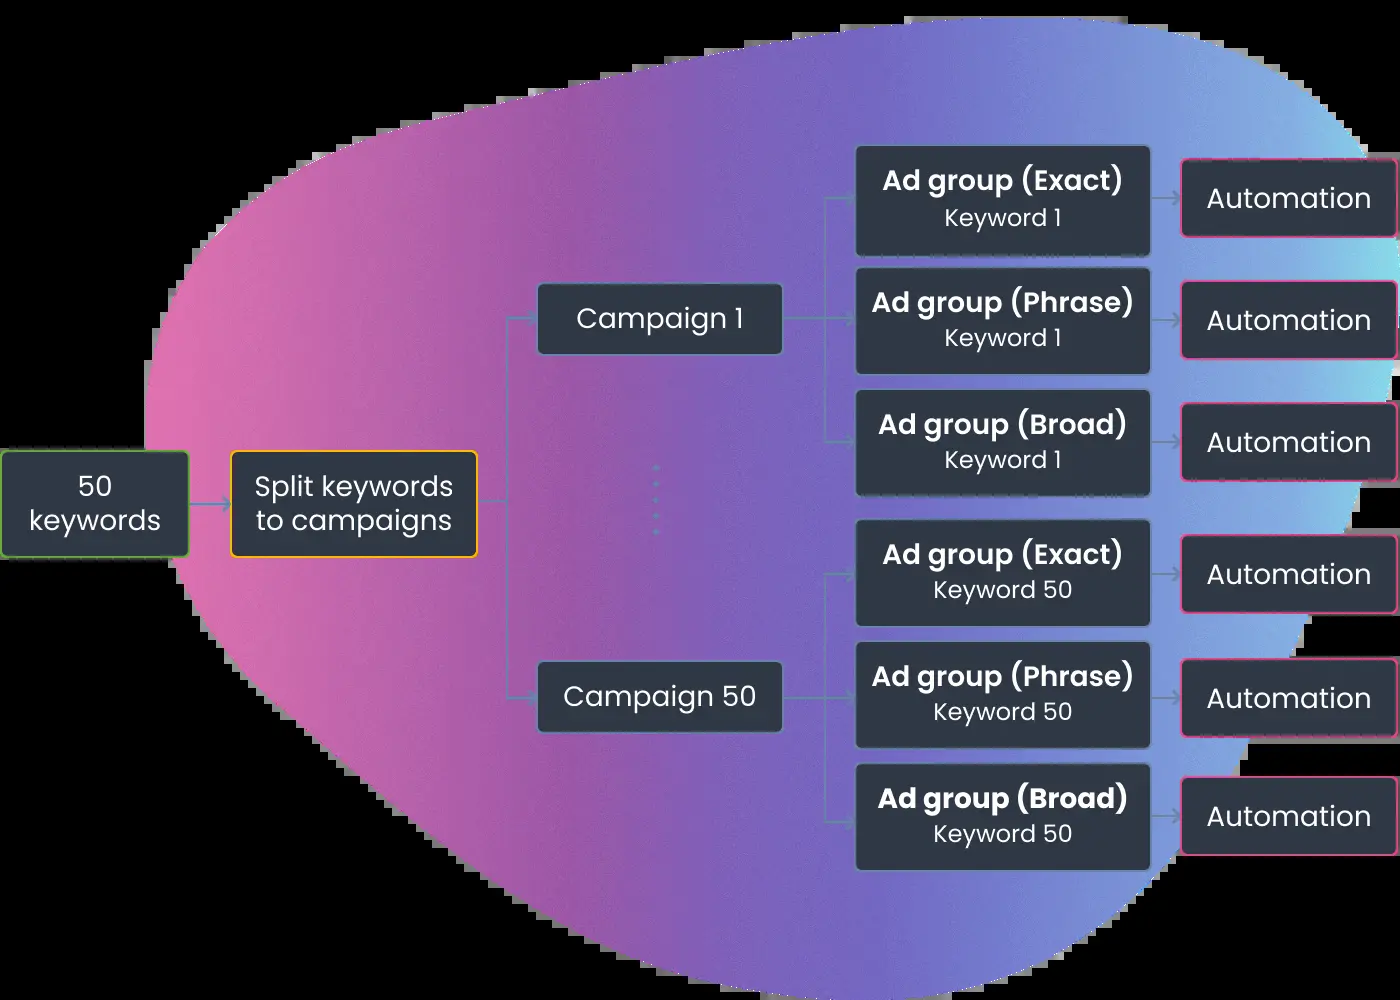 50
keywords
Split keywords
to campaigns
Campaign 1
Ad group (Exact)
Keyword 1
Automation
Ad group (Phrase)
Keyword 1
Automation
Ad group (Broad)
Keyword 1
Automation
Campaign 50
Ad group (Exact)
Keyword 50
Automation
Ad group (Phrase)
Keyword 50
Automation
Ad group (Broad)
Keyword 50
Automation